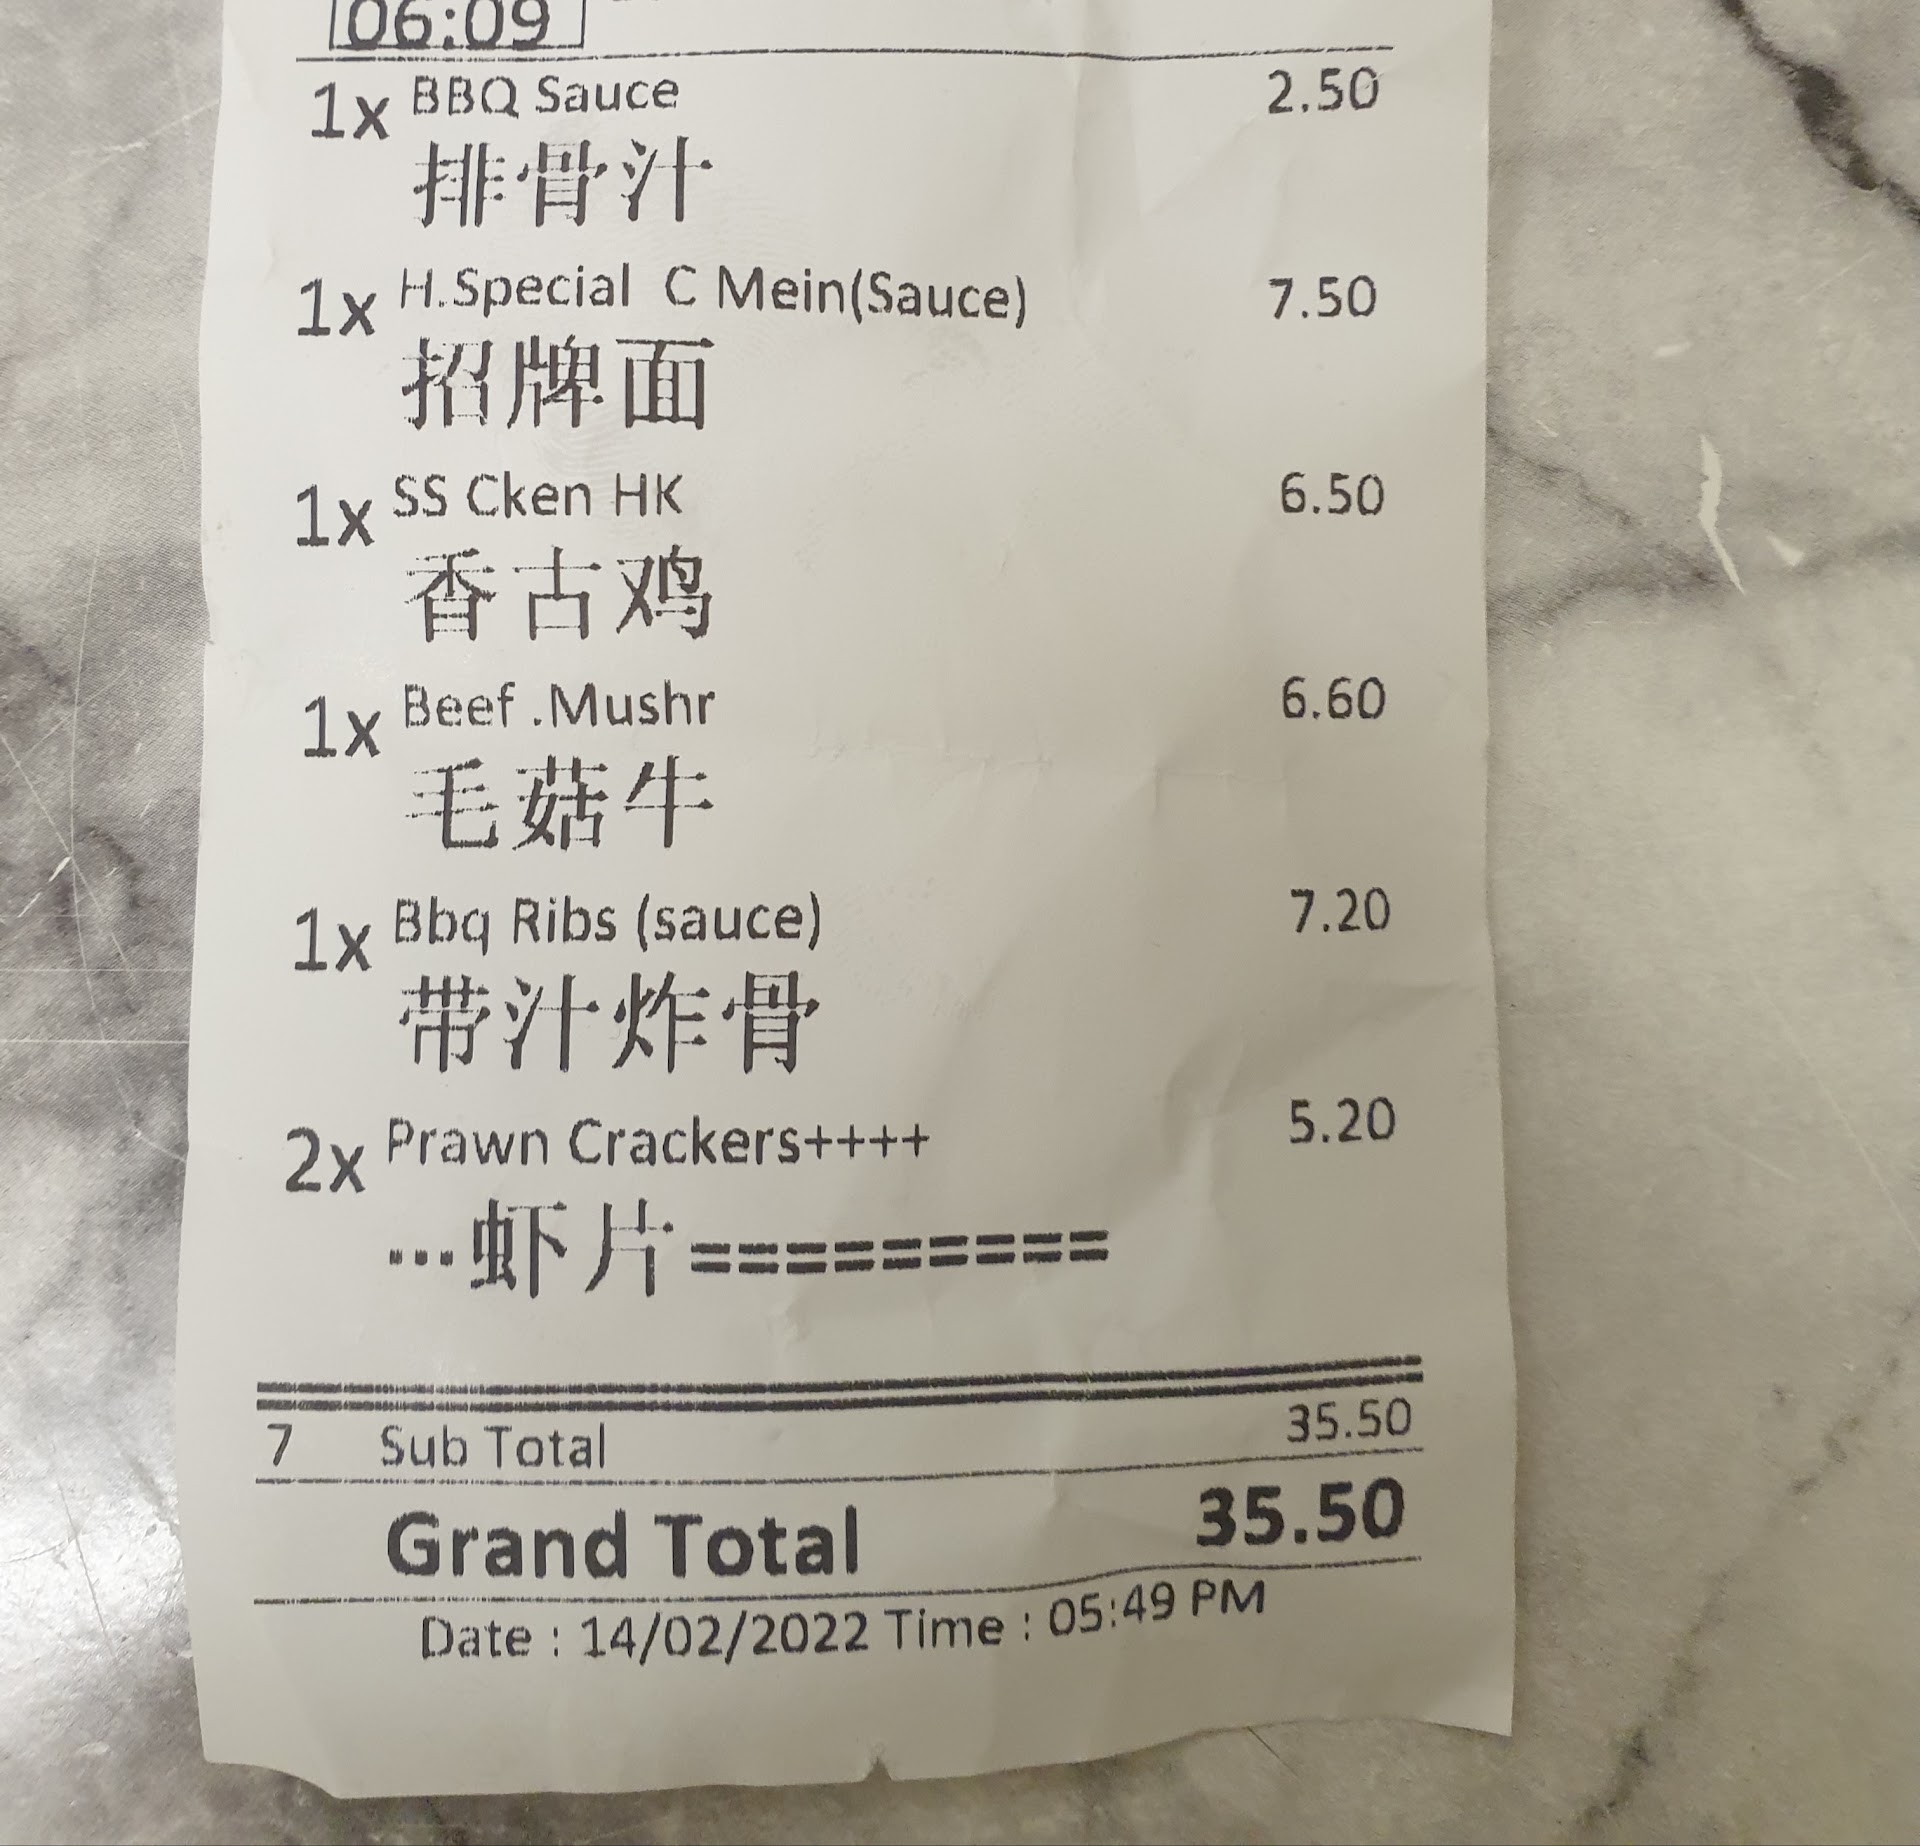 06:09
1x BBQ Sauce 2.50
排骨汁
1x H.Special C Mein(Sauce) 7.50
招牌面
1x SS Cken HK 6.50
香古鸡
1x Beef .Mushr 6.60
毛菇牛
1x Bbq Ribs (sauce) 7.20
带汁炸骨
2x Prawn Crackers++++ 5.20
...虾片=========
7 Sub Total 35.50
Grand Total 35.50
Date : 14/02/2022 Time : 05:49 PM